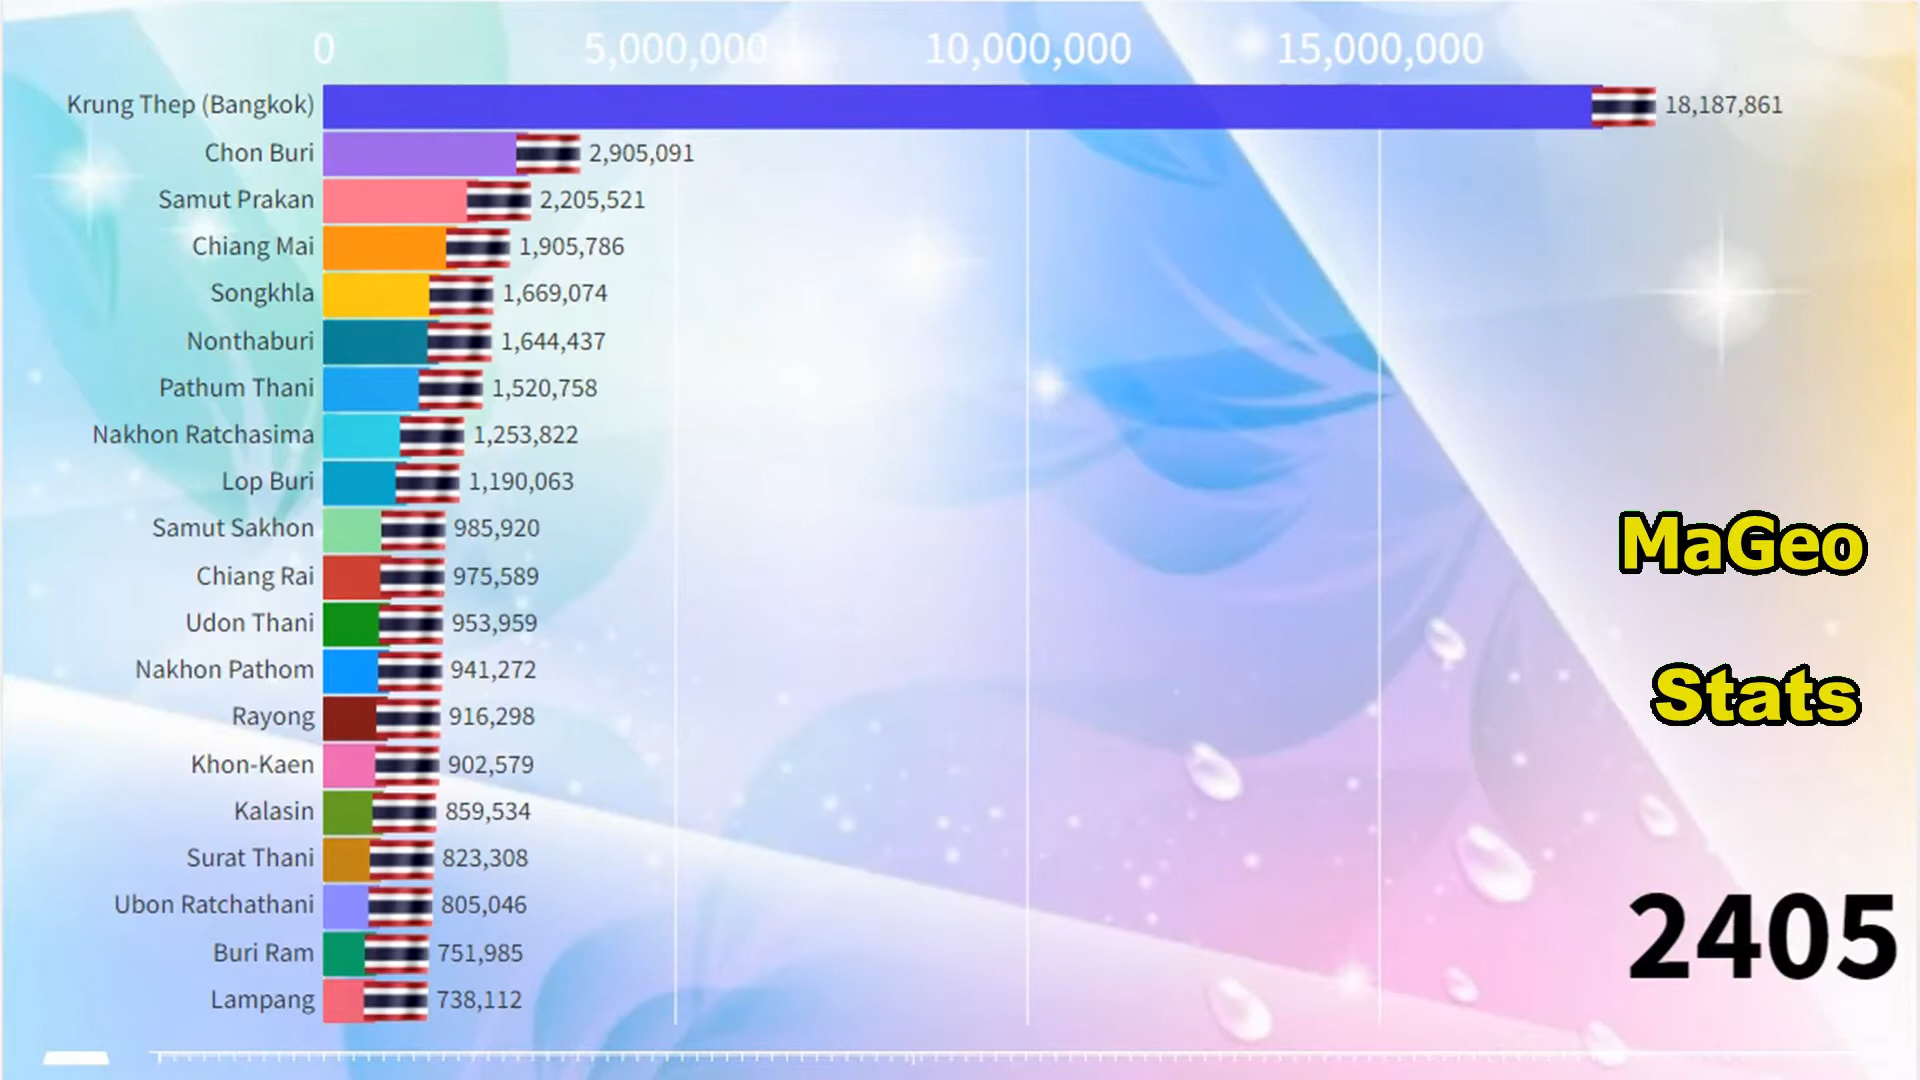 0 5,000,000 10,000,000 15,000,000
Krung Thep (Bangkok) 18,187,861
Chon Buri 2,905,091
Samut Prakan 2,205,521
Chiang Mai 1,905,786
Songkhla 1,669,074
Nonthaburi 1,644,437
Pathum Thani 1,520,758
Nakhon Ratchasima 1,253,822
Lop Buri 1,190,063
Samut Sakhon 985,920
Chiang Rai 975,589
Udon Thani 953,959
Nakhon Pathom 941,272
Rayong 916,298
Khon-Kaen 902,579
Kalasin 859,534
Surat Thani 823,308
Ubon Ratchathani 805,046
Buri Ram 751,985
Lampang 738,112
MaGeo
Stats
2405